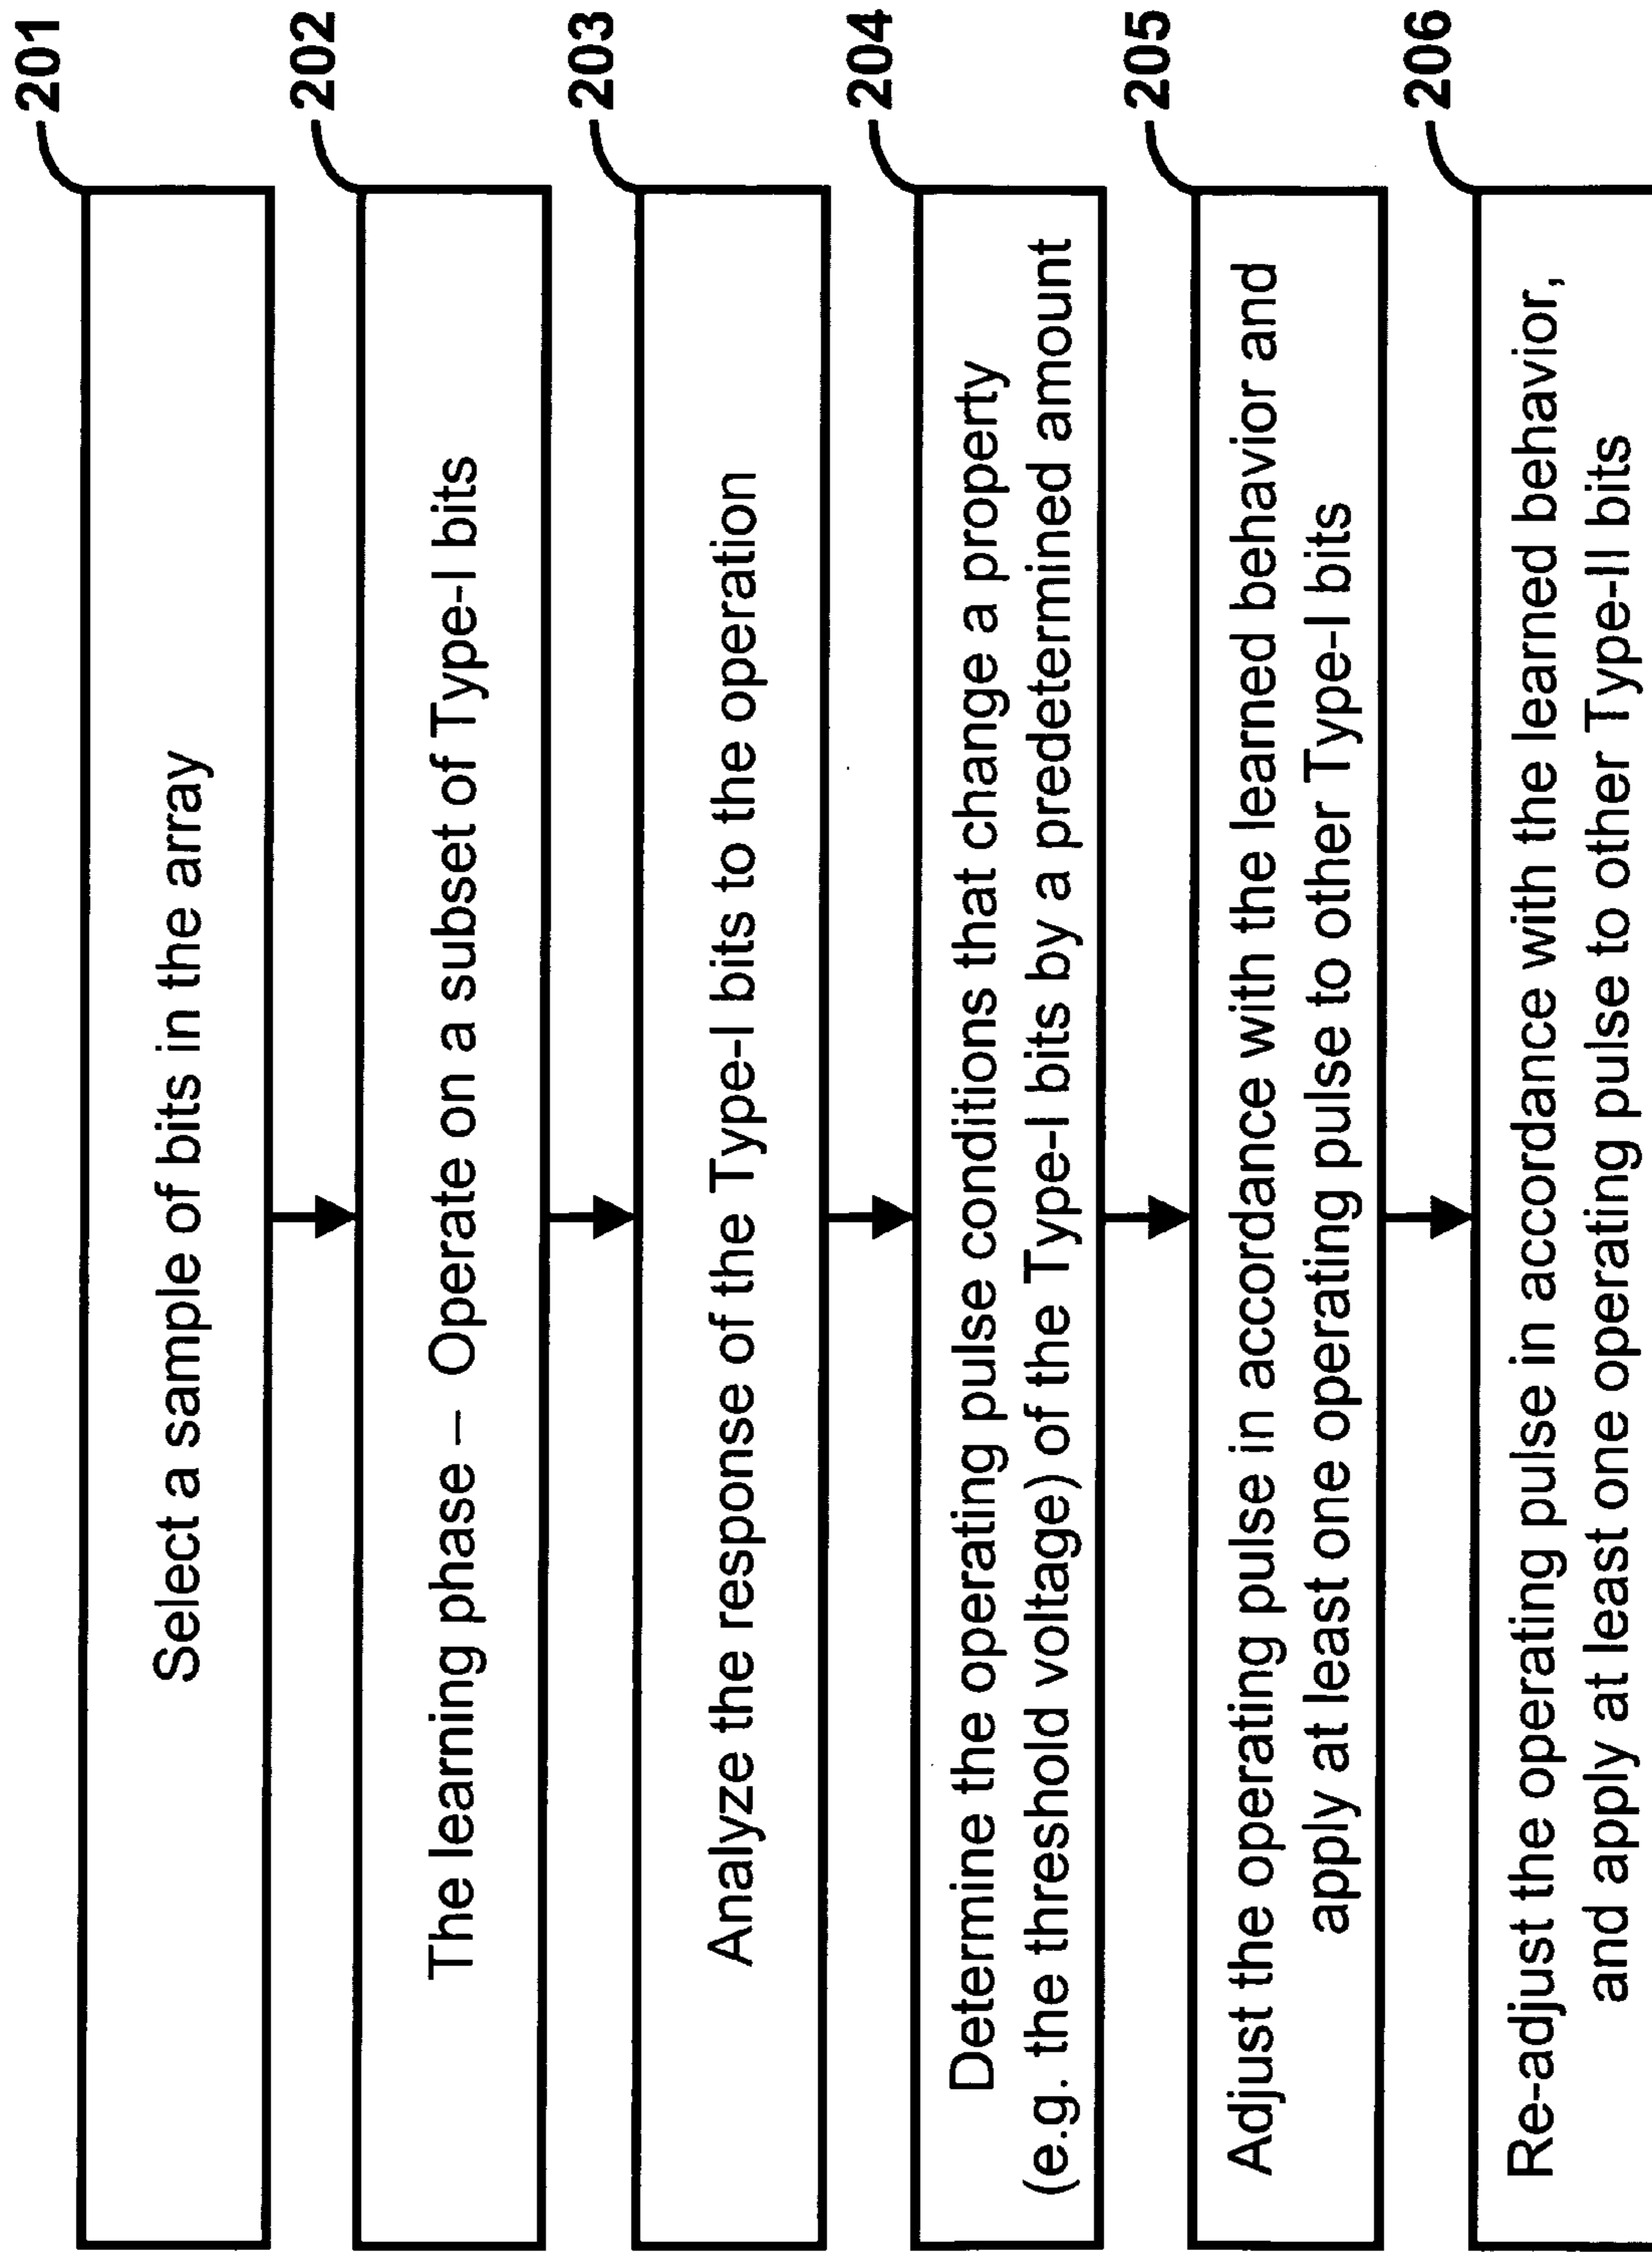 201
Select a sample of bits in the array
202
The learning phase – Operate on a subset of Type-I bits
203
Analyze the response of the Type-I bits to the operation
204
Determine the operating pulse conditions that change a property
(e.g. the threshold voltage) of the Type-I bits by a predetermined amount
205
Adjust the operating pulse in accordance with the learned behavior and
apply at least one operating pulse to other Type-I bits
206
Re-adjust the operating pulse in accordance with the learned behavior,
and apply at least one operating pulse to other Type-II bits